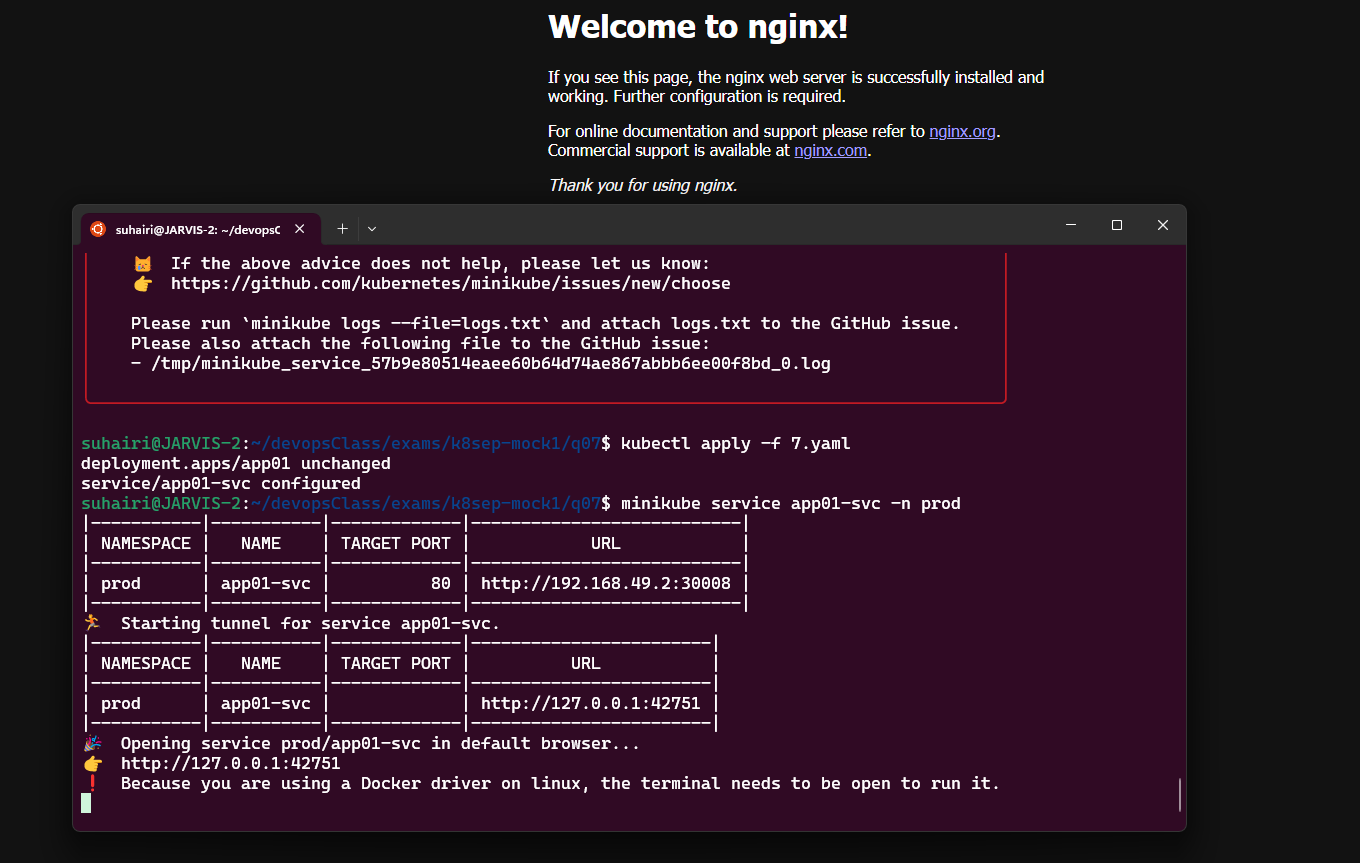 Welcome to nginx!
If you see this page, the nginx web server is successfully installed and
working. Further configuration is required.
For online documentation and support please refer to nginx.org.
Commercial support is available at nginx.com.
Thank you for using nginx.
suhairi@JARVIS-2: ~/devopsC
If the above advice does not help, please let us know:
https://github.com/kubernetes/minikube/issues/new/choose
Please run `minikube logs --file=logs.txt` and attach logs.txt to the GitHub issue.
Please also attach the following file to the GitHub issue:
- /tmp/minikube_service_57b9e80514eaee60b64d74ae867abbb6ee00f8bd_0.log
suhairi@JARVIS-2:~/devopsClass/exams/k8sep-mock1/q07$ kubectl apply -f 7.yaml
deployment.apps/app01 unchanged
service/app01-svc configured
suhairi@JARVIS-2:~/devopsClass/exams/k8sep-mock1/q07$ minikube service app01-svc -n prod
|-----------|-----------|-------------|---------------------------|
| NAMESPACE |   NAME    | TARGET PORT |            URL            |
|-----------|-----------|-------------|---------------------------|
| prod      | app01-svc |          80 | http://192.168.49.2:30008 |
|-----------|-----------|-------------|---------------------------|
🏃  Starting tunnel for service app01-svc.
|-----------|-----------|-------------|------------------------|
| NAMESPACE |   NAME    | TARGET PORT |          URL           |
|-----------|-----------|-------------|------------------------|
| prod      | app01-svc |             | http://127.0.0.1:42751 |
|-----------|-----------|-------------|------------------------|
🎉  Opening service prod/app01-svc in default browser...
👉  http://127.0.0.1:42751
❗  Because you are using a Docker driver on linux, the terminal needs to be open to run it.